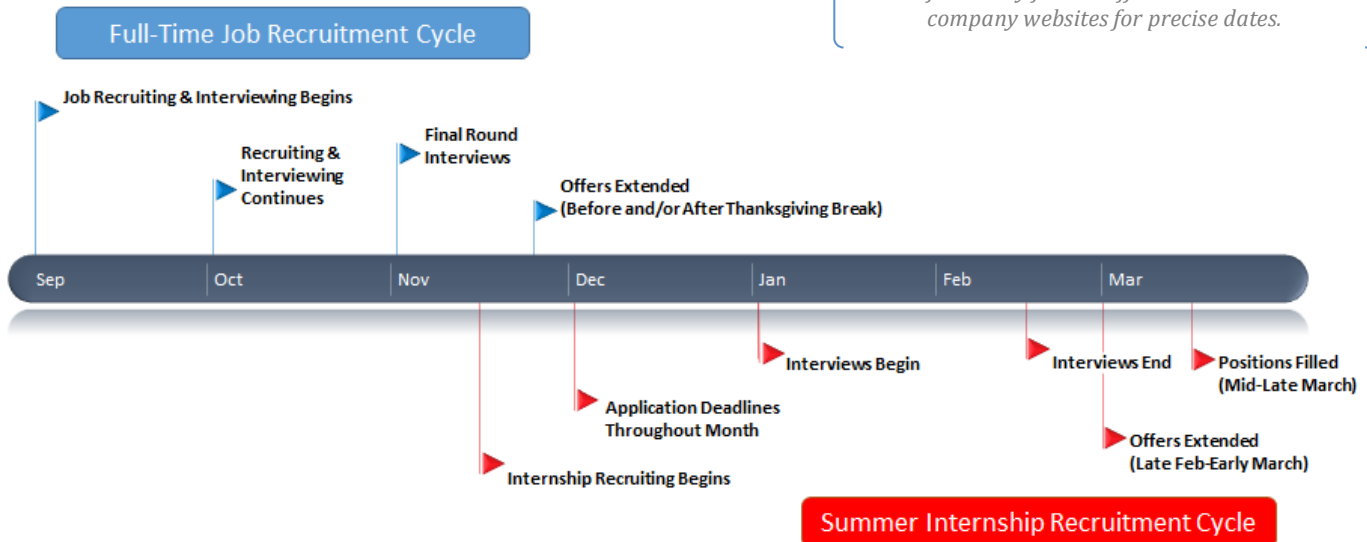 company websites for precise dates.
Full-Time Job Recruitment Cycle
Job Recruiting & Interviewing Begins
Recruiting &
Interviewing
Continues
Final Round
Interviews
Offers Extended
(Before and/or After Thanksgiving Break)
Sep
Oct
Nov
Dec
Jan
Feb
Mar
Interviews Begin
Interviews End
Positions Filled
(Mid-Late March)
Application Deadlines
Throughout Month
Offers Extended
(Late Feb-Early March)
Internship Recruiting Begins
Summer Internship Recruitment Cycle